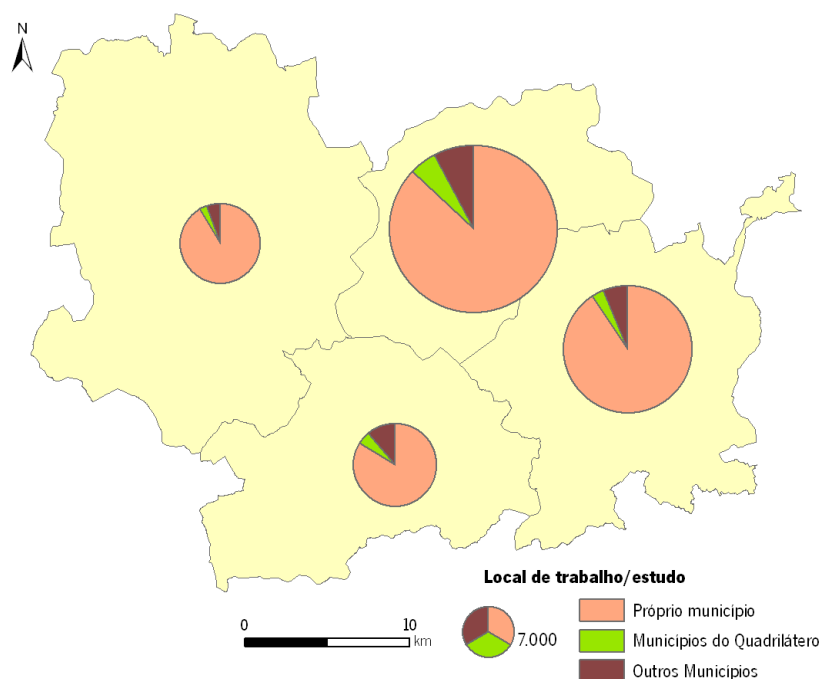 N
Local de trabalho/estudo
0 10
km
7.000
Próprio município
Municípios do Quadrilátero
Outros Municípios